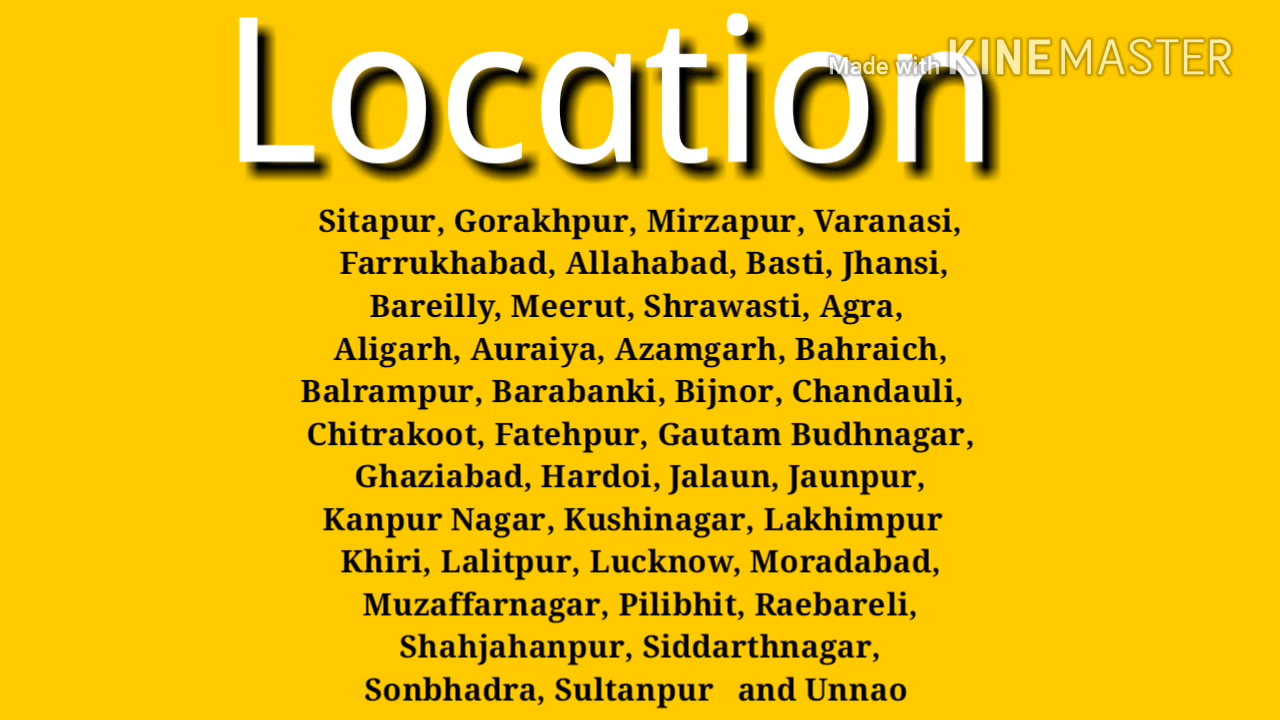 Location
Made with KINEMASTER
Sitapur, Gorakhpur, Mirzapur, Varanasi,
Farrukhabad, Allahabad, Basti, Jhansi,
Bareilly, Meerut, Shrawasti, Agra,
Aligarh, Auraiya, Azamgarh, Bahraich,
Balrampur, Barabanki, Bijnor, Chandauli,
Chitrakoot, Fatehpur, Gautam Budhnagar,
Ghaziabad, Hardoi, Jalaun, Jaunpur,
Kanpur Nagar, Kushinagar, Lakhimpur
Khiri, Lalitpur, Lucknow, Moradabad,
Muzaffarnagar, Pilibhit, Raebareli,
Shahjahanpur, Siddarthnagar,
Sonbhadra, Sultanpur and Unnao